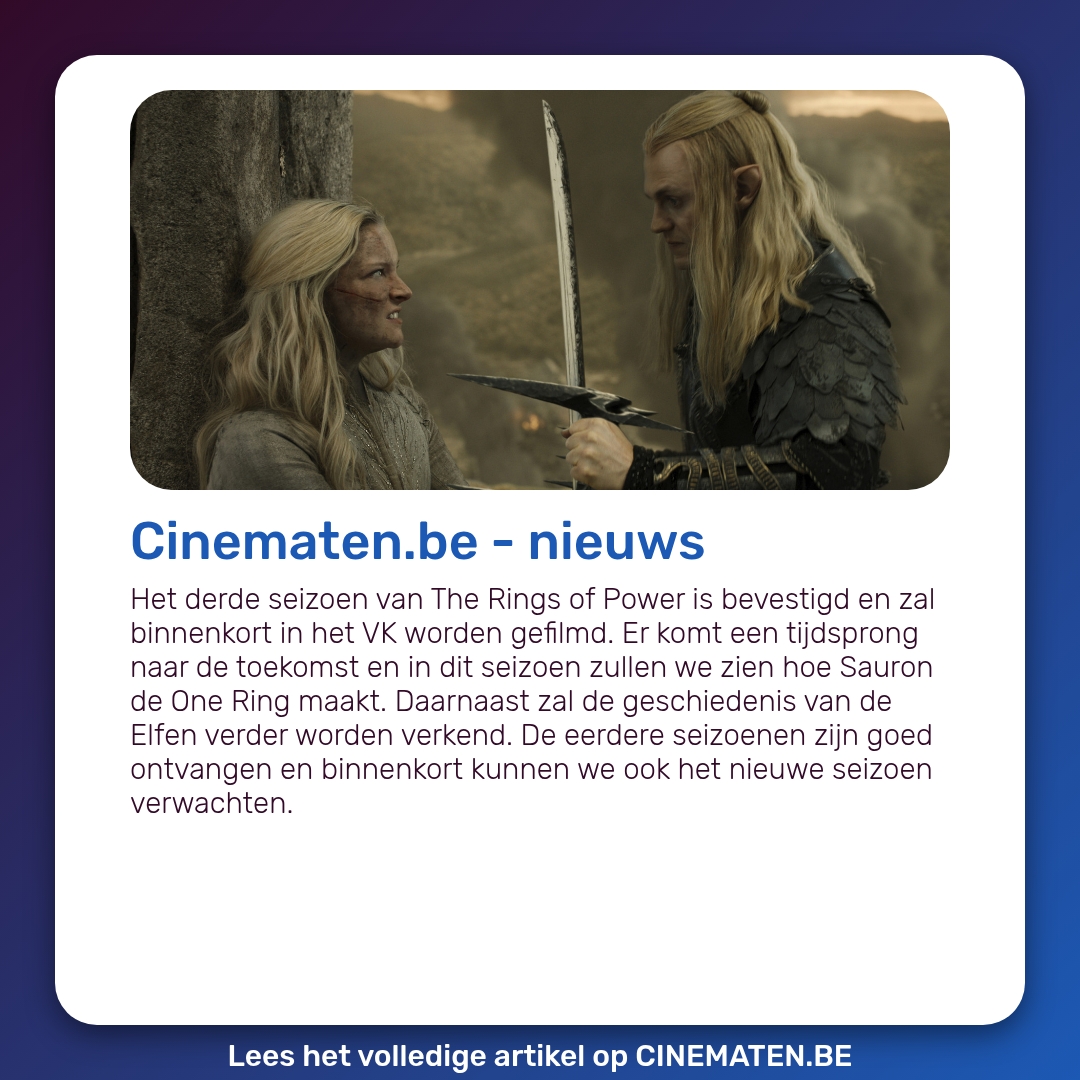 Cinematen.be - nieuws
Het derde seizoen van The Rings of Power is bevestigd en zal
binnenkort in het VK worden gefilmd. Er komt een tijdsprong
naar de toekomst en in dit seizoen zullen we zien hoe Sauron
de One Ring maakt. Daarnaast zal de geschiedenis van de
Elfen verder worden verkend. De eerdere seizoenen zijn goed
ontvangen en binnenkort kunnen we ook het nieuwe seizoen
verwachten.
Lees het volledige artikel op CINEMATEN.BE